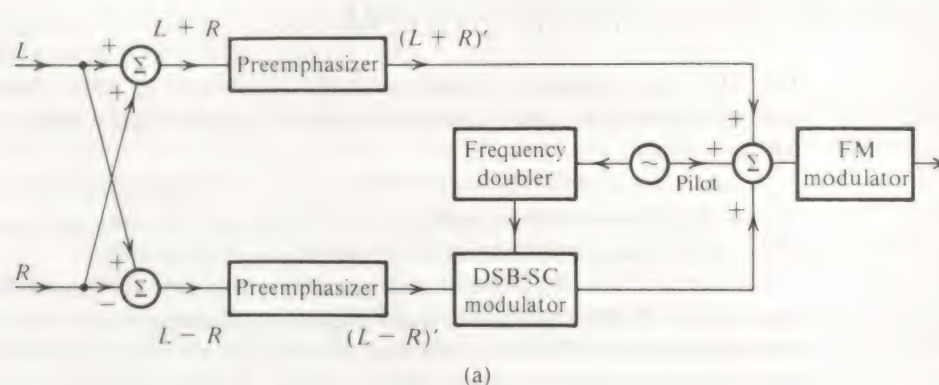 L + R
(L + R)′
L
+
Σ
Preemphasizer
+
+
Frequency
doubler
~
+
Pilot
Σ
FM
modulator
+
R
+
Σ
−
Preemphasizer
DSB-SC
modulator
L − R
(L − R)′
(a)